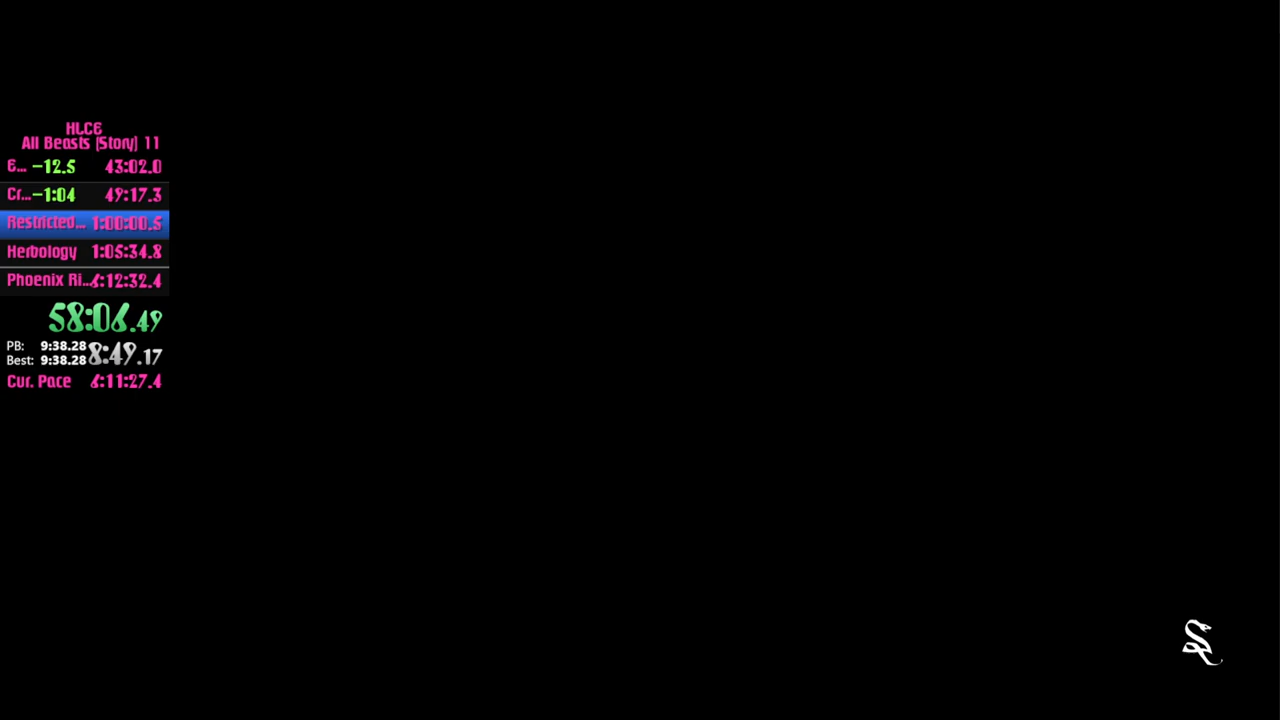 HLCE
All Beasts (Story) 11
E... −12.5 43:02.0
Cr...−1:04 49:17.3
Restricted... 1:00:00.5
Herbology 1:05:34.8
Phoenix Ri... 6:12:32.4
58:06.49
PB: 9:38.28 8:49.17
Best: 9:38.28
Cur. Pace 6:11:27.4